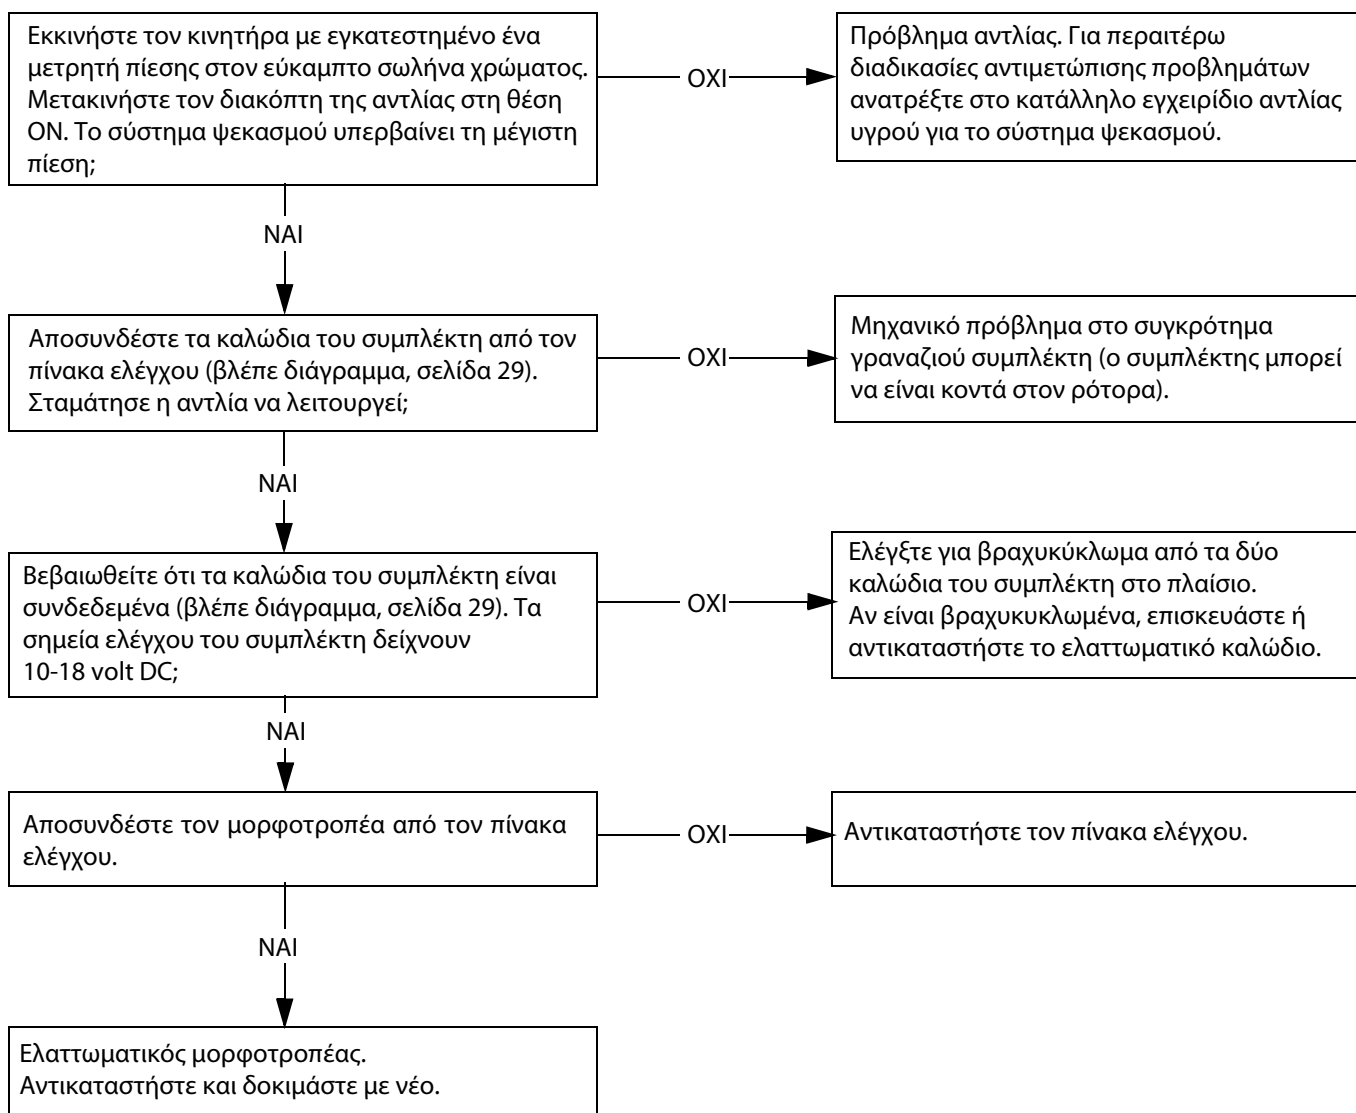 Εκκινήστε τον κινητήρα με εγκατεστημένο ένα
μετρητή πίεσης στον εύκαμπτο σωλήνα χρώματος.
Μετακινήστε τον διακόπτη της αντλίας στη θέση
ON. Το σύστημα ψεκασμού υπερβαίνει τη μέγιστη
πίεση;
ΟΧΙ
Πρόβλημα αντλίας. Για περαιτέρω
διαδικασίες αντιμετώπισης προβλημάτων
ανατρέξτε στο κατάλληλο εγχειρίδιο αντλίας
υγρού για το σύστημα ψεκασμού.
ΝΑΙ
Αποσυνδέστε τα καλώδια του συμπλέκτη από τον
πίνακα ελέγχου (βλέπε διάγραμμα, σελίδα 29).
Σταμάτησε η αντλία να λειτουργεί;
ΟΧΙ
Μηχανικό πρόβλημα στο συγκρότημα
γραναζιού συμπλέκτη (ο συμπλέκτης μπορεί
να είναι κοντά στον ρότορα).
ΝΑΙ
Βεβαιωθείτε ότι τα καλώδια του συμπλέκτη είναι
συνδεδεμένα (βλέπε διάγραμμα, σελίδα 29). Τα
σημεία ελέγχου του συμπλέκτη δείχνουν
10-18 volt DC;
ΟΧΙ
Ελέγξτε για βραχυκύκλωμα από τα δύο
καλώδια του συμπλέκτη στο πλαίσιο.
Αν είναι βραχυκυκλωμένα, επισκευάστε ή
αντικαταστήστε το ελαττωματικό καλώδιο.
ΝΑΙ
Αποσυνδέστε τον μορφοτροπέα από τον πίνακα
ελέγχου.
ΟΧΙ
Αντικαταστήστε τον πίνακα ελέγχου.
ΝΑΙ
Ελαττωματικός μορφοτροπέας.
Αντικαταστήστε και δοκιμάστε με νέο.